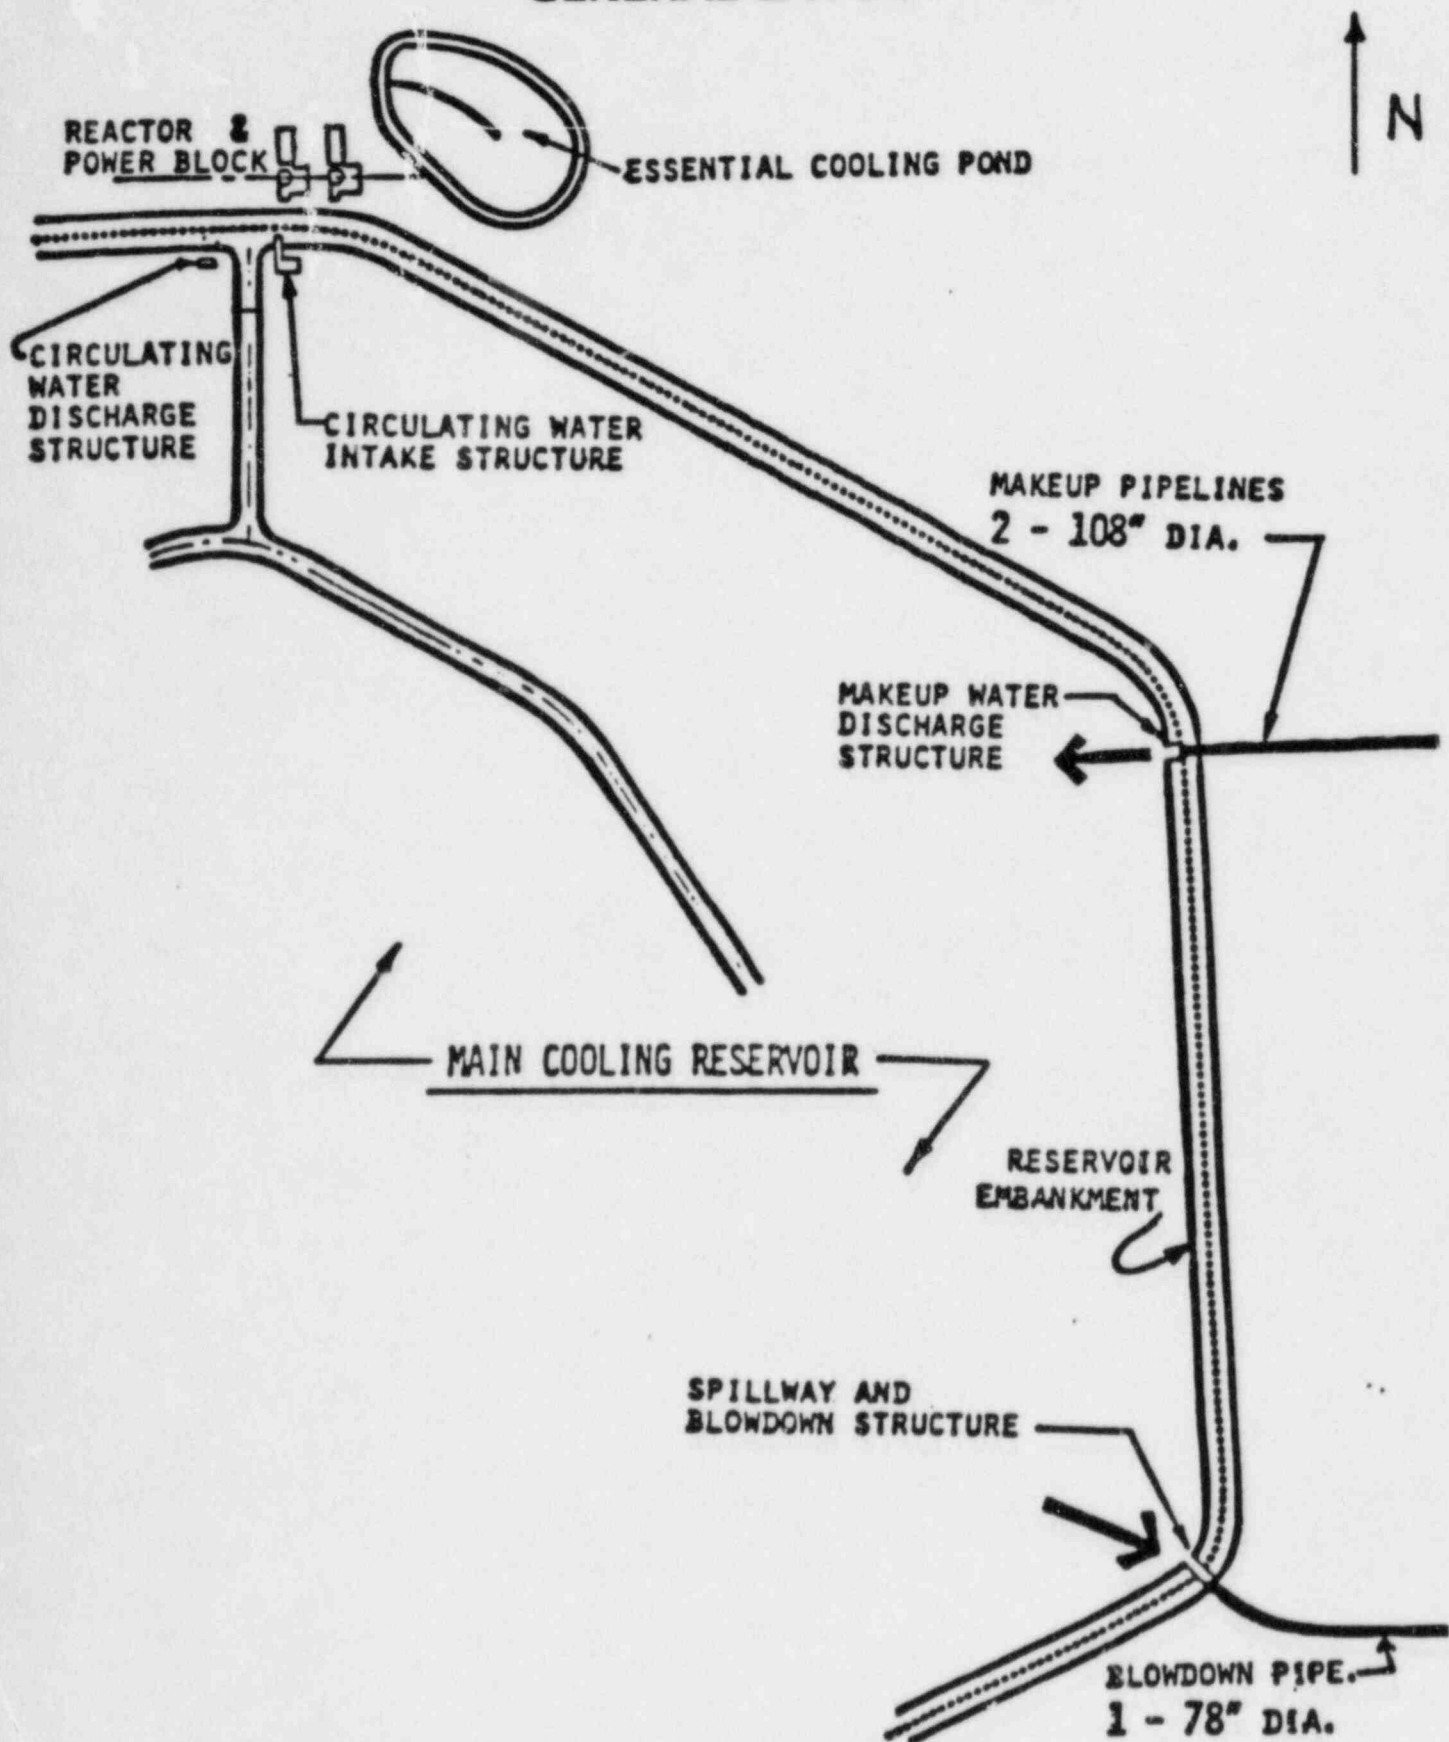 N
REACTOR &
POWER BLOCK
ESSENTIAL COOLING POND
CIRCULATING
WATER
DISCHARGE
STRUCTURE
CIRCULATING WATER
INTAKE STRUCTURE
MAKEUP PIPELINES
2 - 108" DIA.
MAKEUP WATER
DISCHARGE
STRUCTURE
MAIN COOLING RESERVOIR
RESERVOIR
EMBANKMENT
SPILLWAY AND
BLOWDOWN STRUCTURE
BLOWDOWN PIPE.
1 - 78" DIA.